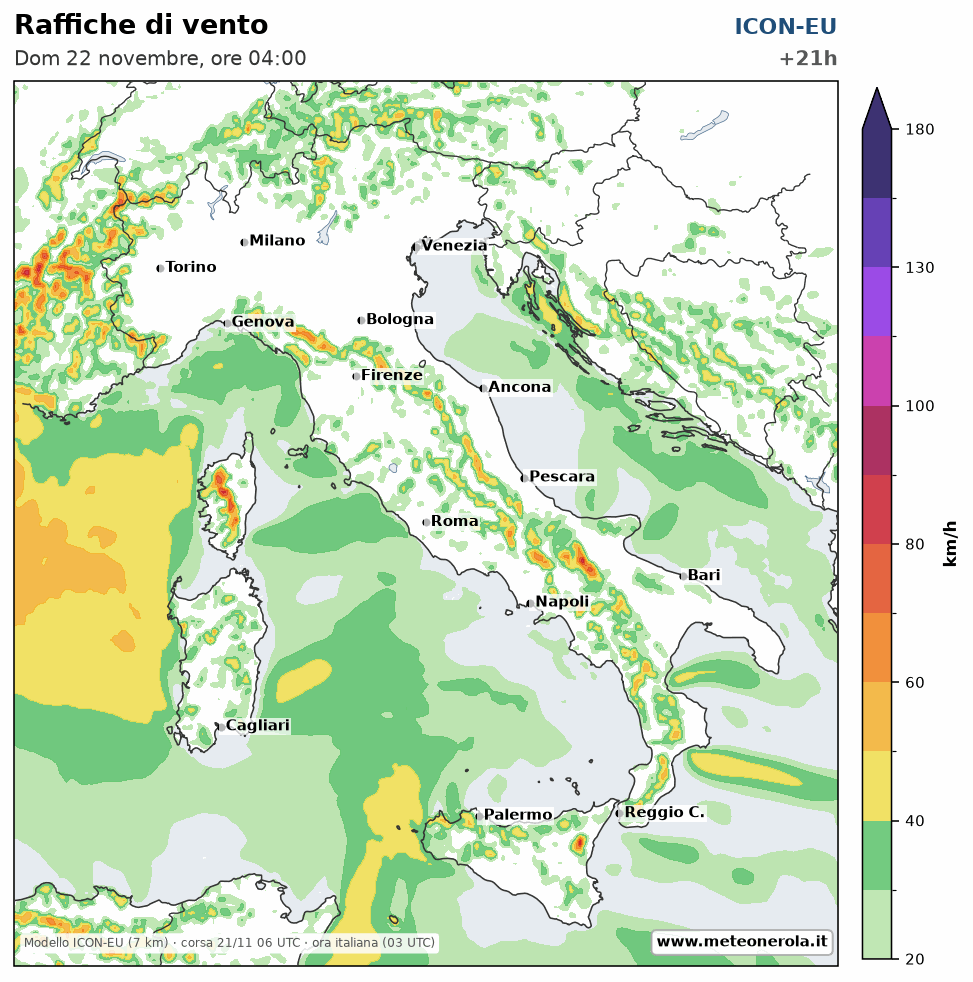 Raffiche di vento
ICON-EU
Dom 22 novembre, ore 04:00
+21h
180
130
100
80
60
40
20
km/h
Milano
Venezia
Torino
Genova
Bologna
Firenze
Ancona
Pescara
Roma
Bari
Napoli
Cagliari
Palermo
Reggio C.
Modello ICON-EU (7 km) · corsa 21/11 06 UTC · ora italiana (03 UTC)
www.meteonerola.it